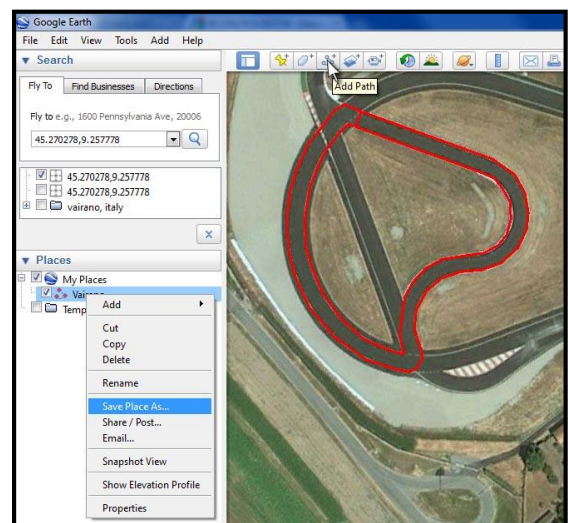 Google Earth
File Edit View Tools Add Help
Search
Add Path
Fly To Find Businesses Directions
Fly to e.g., 1600 Pennsylvania Ave, 20006
45.270278,9.257778
45.270278,9.257778
45.270278,9.257778
vairano, italy
x
Places
My Places
Add
Cut
Copy
Delete
Rename
Save Place As...
Share / Post...
Email...
Snapshot View
Show Elevation Profile
Properties